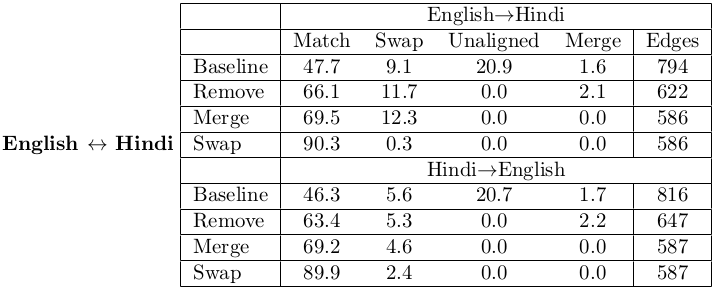 English→Hindi
Match Swap Unaligned Merge Edges
Baseline 47.7 9.1 20.9 1.6 794
Remove 66.1 11.7 0.0 2.1 622
Merge 69.5 12.3 0.0 0.0 586
English ↔ Hindi Swap 90.3 0.3 0.0 0.0 586
Hindi→English
Baseline 46.3 5.6 20.7 1.7 816
Remove 63.4 5.3 0.0 2.2 647
Merge 69.2 4.6 0.0 0.0 587
Swap 89.9 2.4 0.0 0.0 587